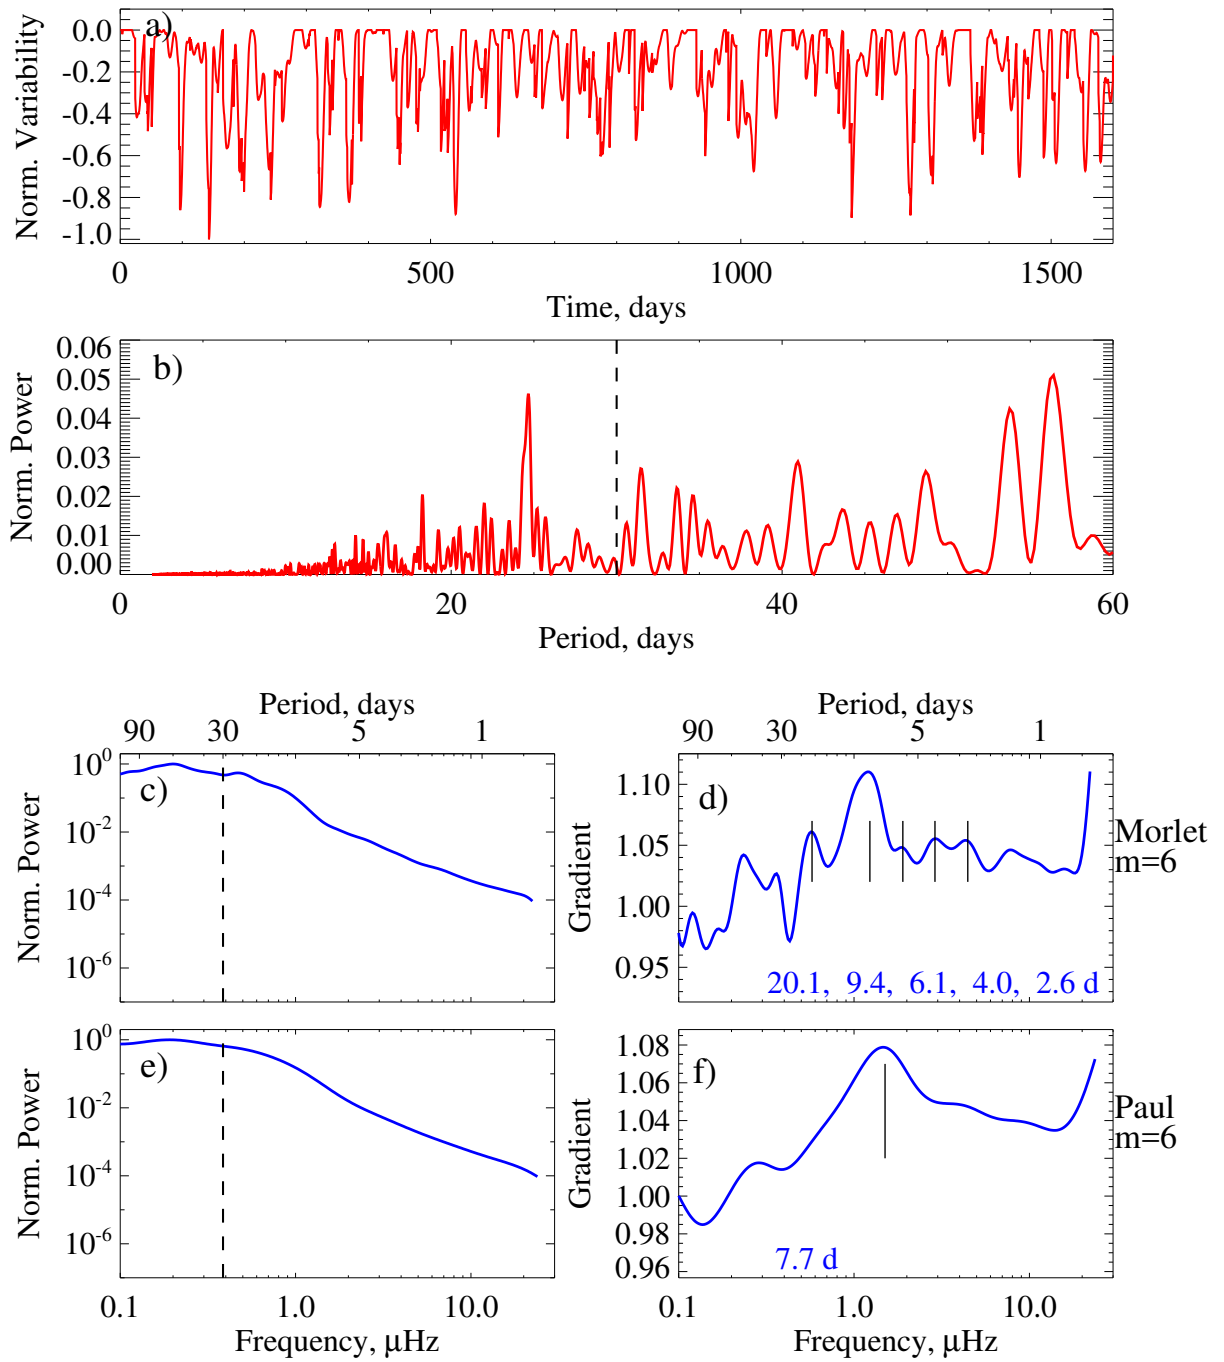 a)
Norm. Variability
0.0
-0.2
-0.4
-0.6
-0.8
-1.0
0 500 1000 1500
Time, days
b)
Norm. Power
0.06
0.05
0.04
0.03
0.02
0.01
0.00
0 20 40 60
Period, days
Period, days
90 30 5 1
c)
Norm. Power
10^0
10^-2
10^-4
10^-6
Period, days
90 30 5 1
d)
Gradient
1.10
1.05
1.00
0.95
20.1, 9.4, 6.1, 4.0, 2.6 d
Morlet
m=6
e)
Norm. Power
10^0
10^-2
10^-4
10^-6
0.1 1.0 10.0
Frequency, μHz
f)
Gradient
1.08
1.06
1.04
1.02
1.00
0.98
0.96
7.7 d
Paul
m=6
0.1 1.0 10.0
Frequency, μHz